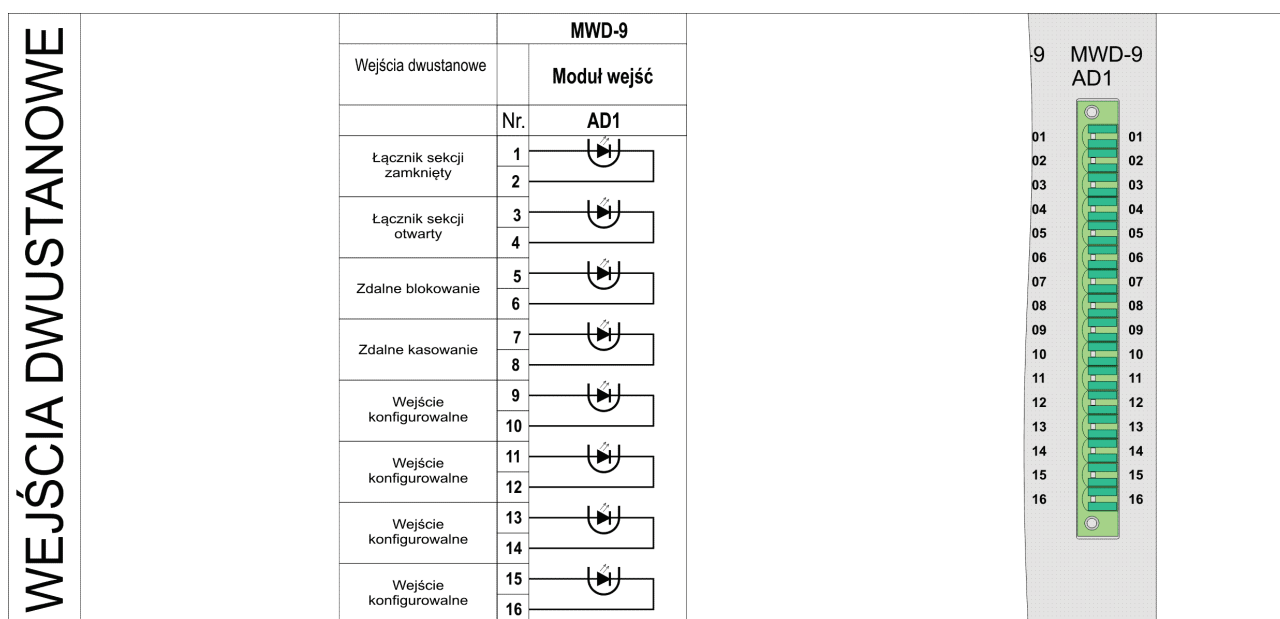 WEJŚCIA DWUSTANOWE
MWD-9
Wejścia dwustanowe
Moduł wejść
Nr.
AD1
Łącznik sekcji
zamknięty
1
2
Łącznik sekcji
otwarty
3
4
Zdalne blokowanie
5
6
Zdalne kasowanie
7
8
Wejście
konfigurowalne
9
10
Wejście
konfigurowalne
11
12
Wejście
konfigurowalne
13
14
Wejście
konfigurowalne
15
16
-9 MWD-9
AD1
01 01
02 02
03 03
04 04
05 05
06 06
07 07
08 08
09 09
10 10
11 11
12 12
13 13
14 14
15 15
16 16